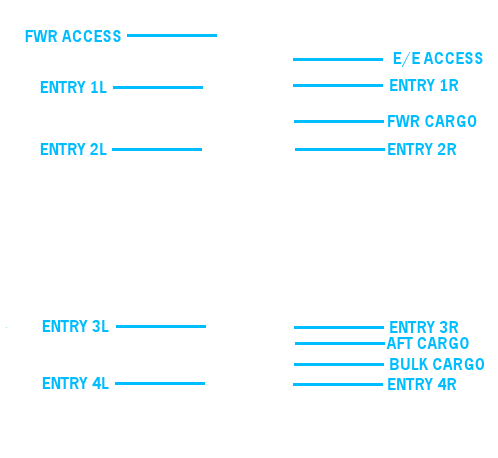 FWR ACCESS
E/E ACCESS
ENTRY 1L
ENTRY 1R
FWR CARGO
ENTRY 2L
ENTRY 2R
ENTRY 3L
ENTRY 3R
AFT CARGO
BULK CARGO
ENTRY 4L
ENTRY 4R